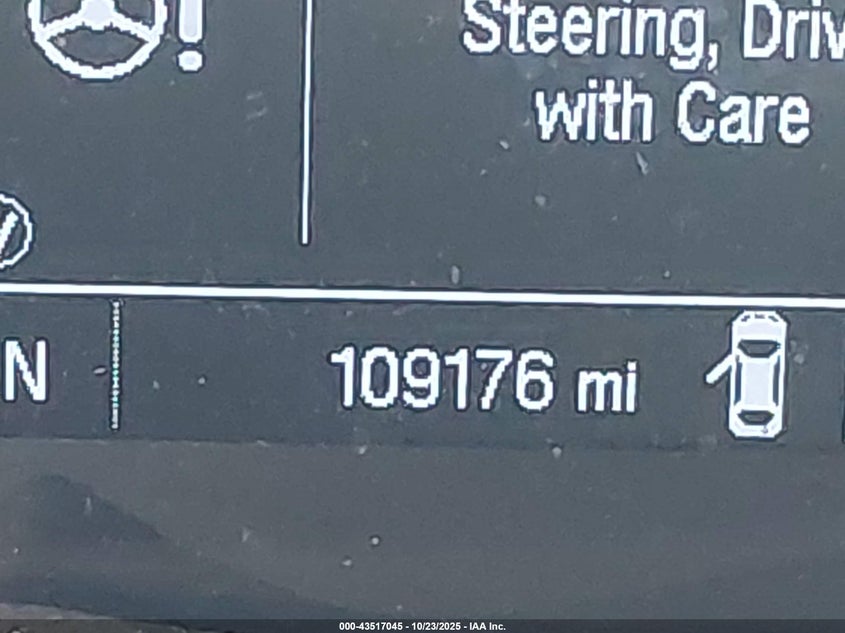 Steering, Driv
with Care
N
109176 mi
000-43517045 - 10/23/2025 - IAA Inc.